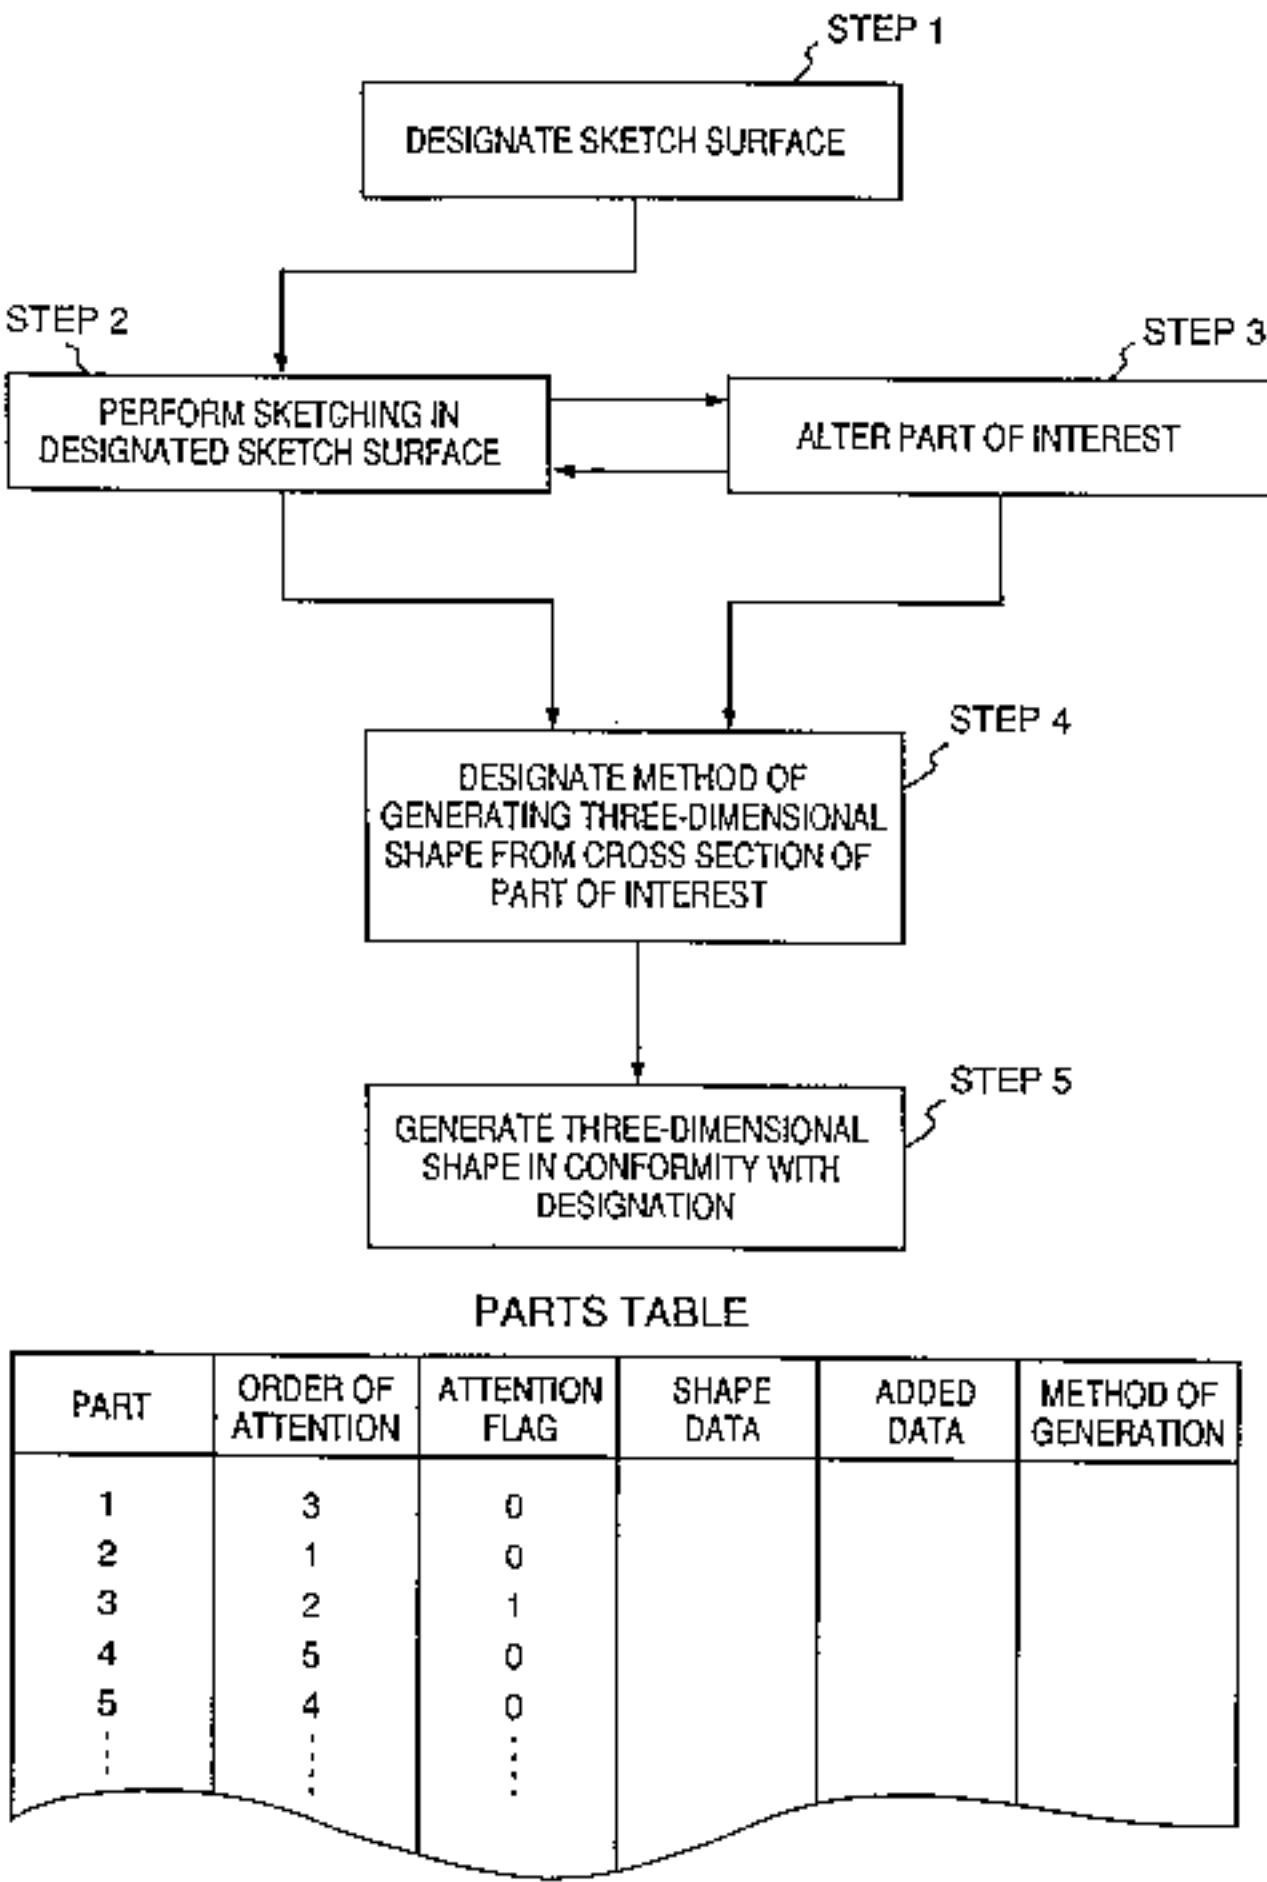 STEP 1
DESIGNATE SKETCH SURFACE
STEP 2
PERFORM SKETCHING IN
DESIGNATED SKETCH SURFACE
STEP 3
ALTER PART OF INTEREST
STEP 4
DESIGNATE METHOD OF
GENERATING THREE-DIMENSIONAL
SHAPE FROM CROSS SECTION OF
PART OF INTEREST
STEP 5
GENERATE THREE-DIMENSIONAL
SHAPE IN CONFORMITY WITH
DESIGNATION
PARTS TABLE
PART ORDER OF ATTENTION ATTENTION FLAG SHAPE DATA ADDED DATA METHOD OF GENERATION
1 3 0
2 1 0
3 2 1
4 5 0
5 4 0